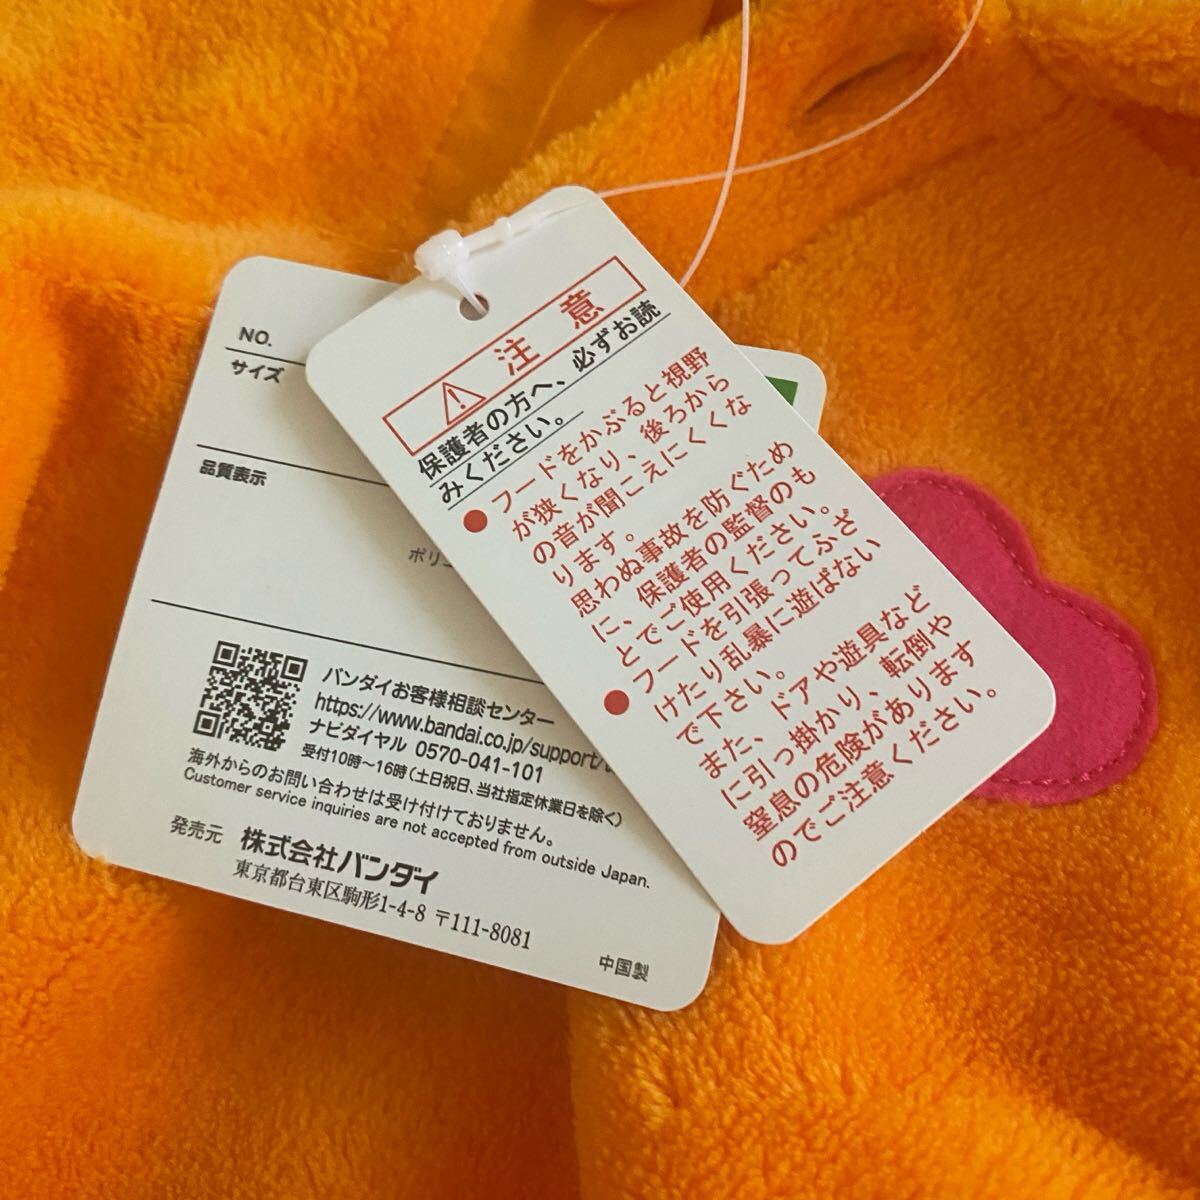 NO.
サイズ
品質表示
ポリ
バンダイお客様相談センター
https://www.bandai.co.jp/support/
ナビダイヤル 0570-041-101
受付10時～16時(土日祝日、当社指定休業日を除く)
海外からのお問い合わせは受け付けておりません。
Customer service inquiries are not accepted from outside Japan.
発売元 株式会社バンダイ
東京都台東区駒形1-4-8 〒111-8081
中国製
注意
保護者の方へ、必ずお読
みください。
●フードをかぶると視野
が狭くなり、後ろから
の音が聞こえにくくな
ります。
思わぬ事故を防ぐため
に、保護者の監督のも
とでご使用ください。
●フードを引張ってふざ
けたり乱暴に遊ばない
で下さい。
また、ドアや遊具など
に引っ掛かり、転倒や
窒息の危険があります
のでご注意ください。